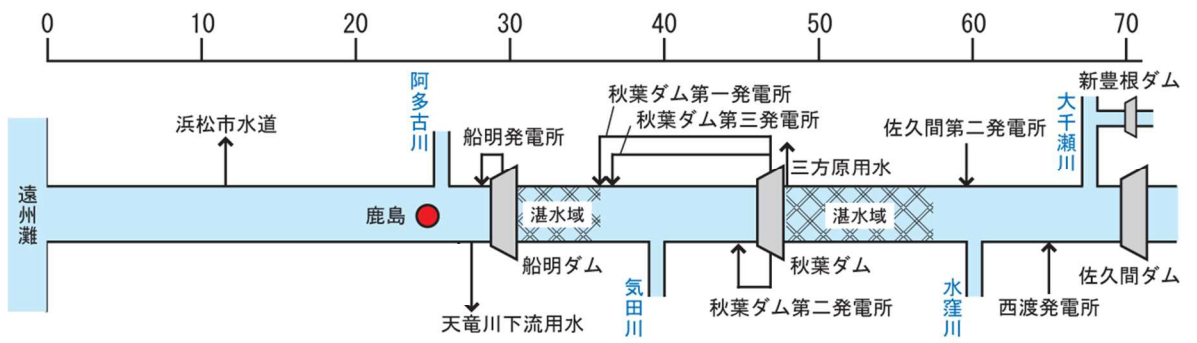 0 10 20 30 40 50 60 70
新豊根ダム
阿多古川
秋葉ダム第一発電所
大千瀬川
浜松市水道
船明発電所
秋葉ダム第三発電所
佐久間第二発電所
三方原用水
遠州灘
鹿島
湛水域
湛水域
船明ダム
秋葉ダム
佐久間ダム
気田川
秋葉ダム第二発電所
水窪川
西渡発電所
天竜川下流用水